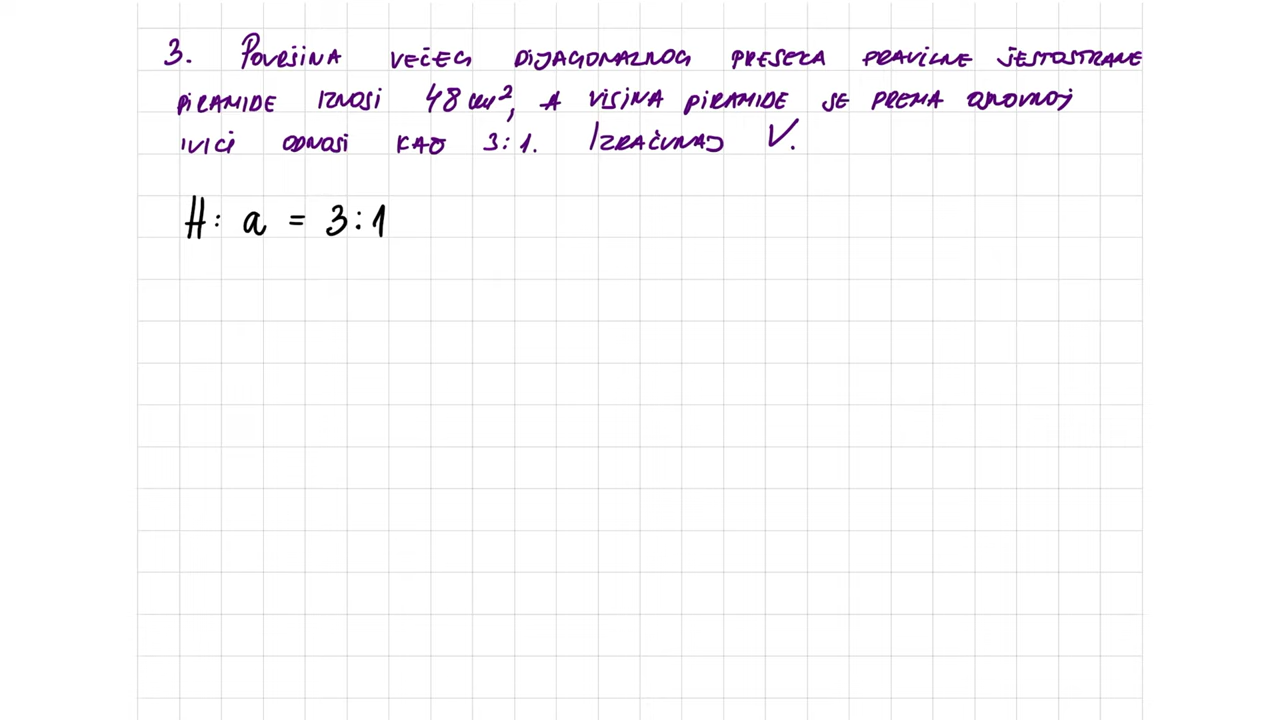 3. POVRŠINA VEĆEG DIJAGONALNOG PRESEKA PRAVILNE ŠESTOSTRANE
PIRAMIDE IZNOSI 48 cm², A VISINA PIRAMIDE SE PREMA OSNOVNOJ
IVICI ODNOSI KAO 3:1. IZRAČUNAJ V.
H: a = 3:1